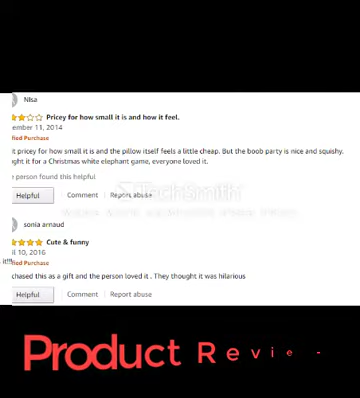 Nisa
Pricey for how small it is and how it feel.
ember 11, 2014
fied Purchase
t pricey for how small it is and the pillow itself feels a little cheap. But the boob party is nice and squishy.
ght it for a Christmas white elephant game, everyone loved it.
person found this helpful
Helpful Comment Report abuse
TechSmith
sonia arnaud
Cute & funny
il 10, 2016
it!!!
fied Purchase
chased this as a gift and the person loved it . They thought it was hilarious
Helpful Comment Report abuse
Product Revie